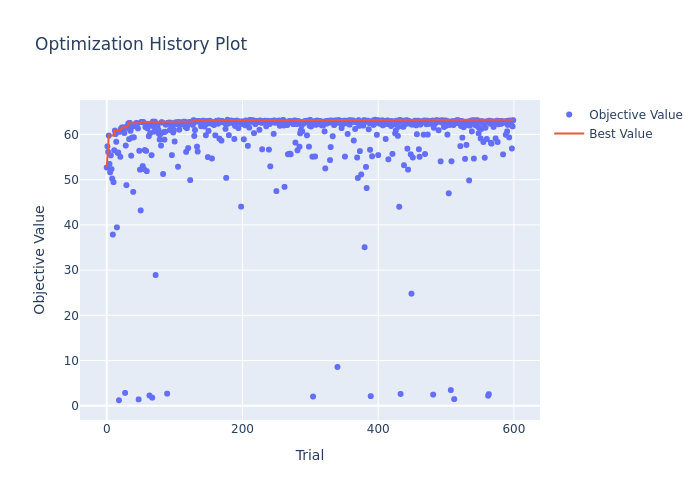 Optimization History Plot
Objective Value
Best Value
Objective Value
60
50
40
30
20
10
0
0
200
400
600
Trial